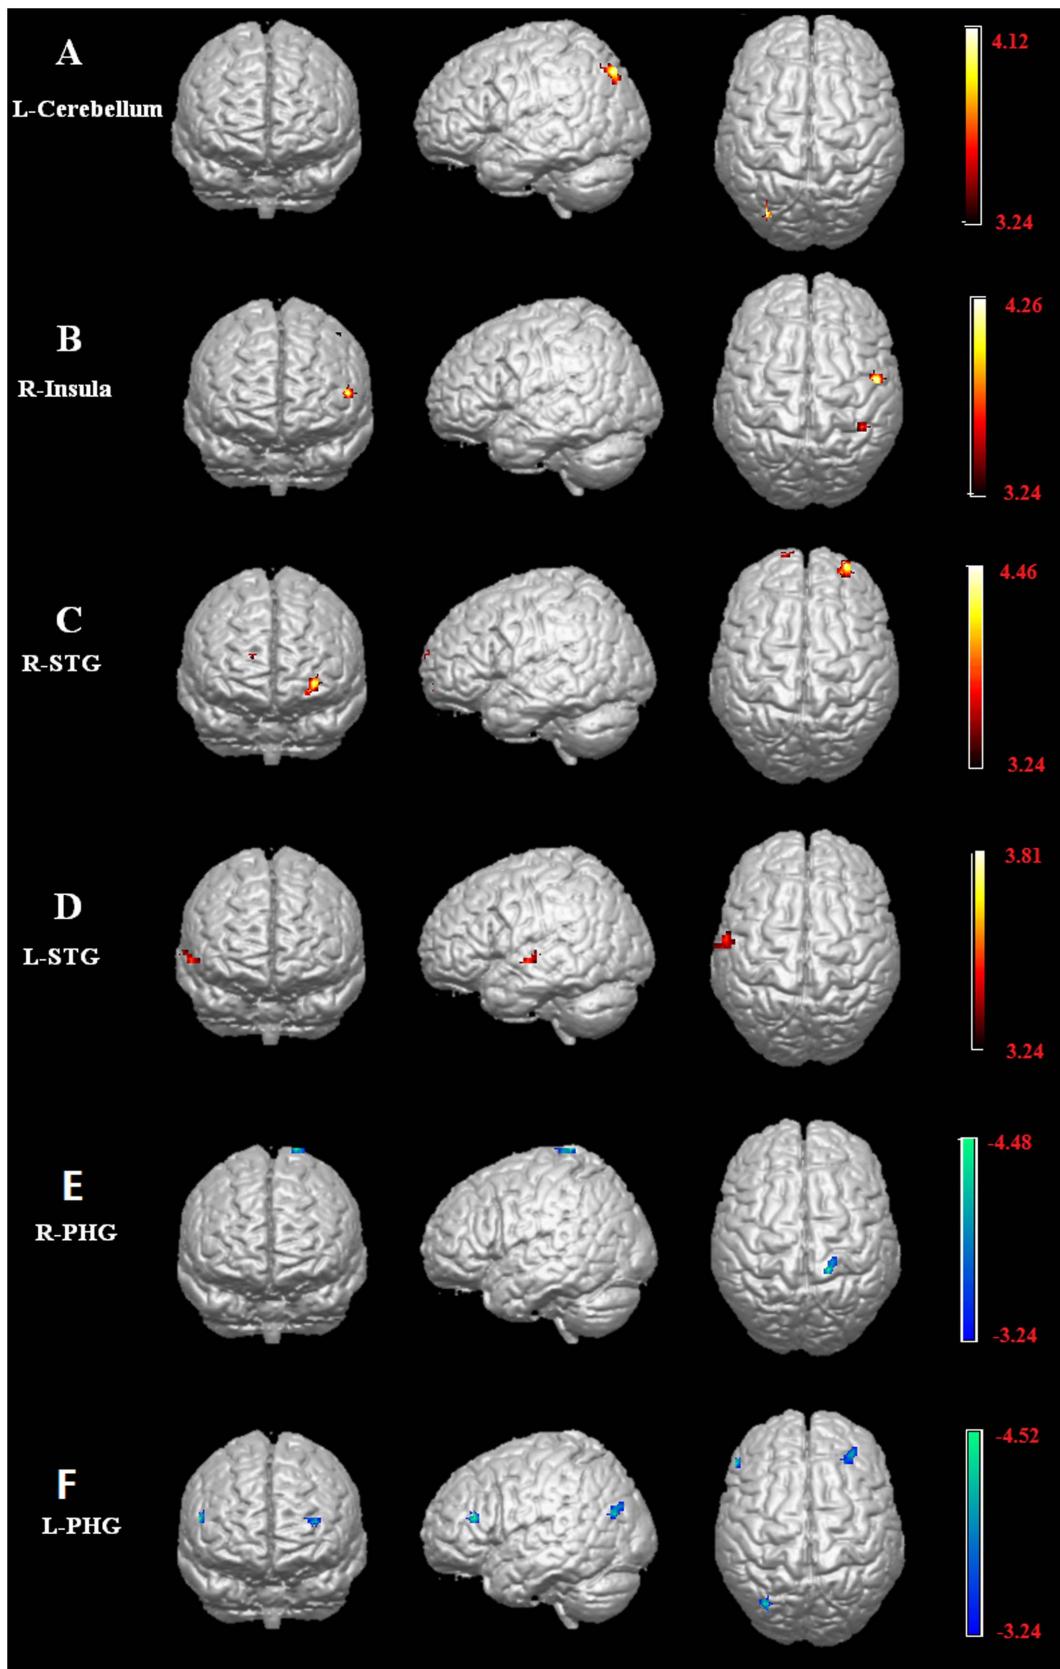 A
L-Cerebellum
4.12
3.24
B
R-Insula
4.26
3.24
C
R-STG
4.46
3.24
D
L-STG
3.81
3.24
E
R-PHG
-4.48
-3.24
F
L-PHG
-4.52
-3.24